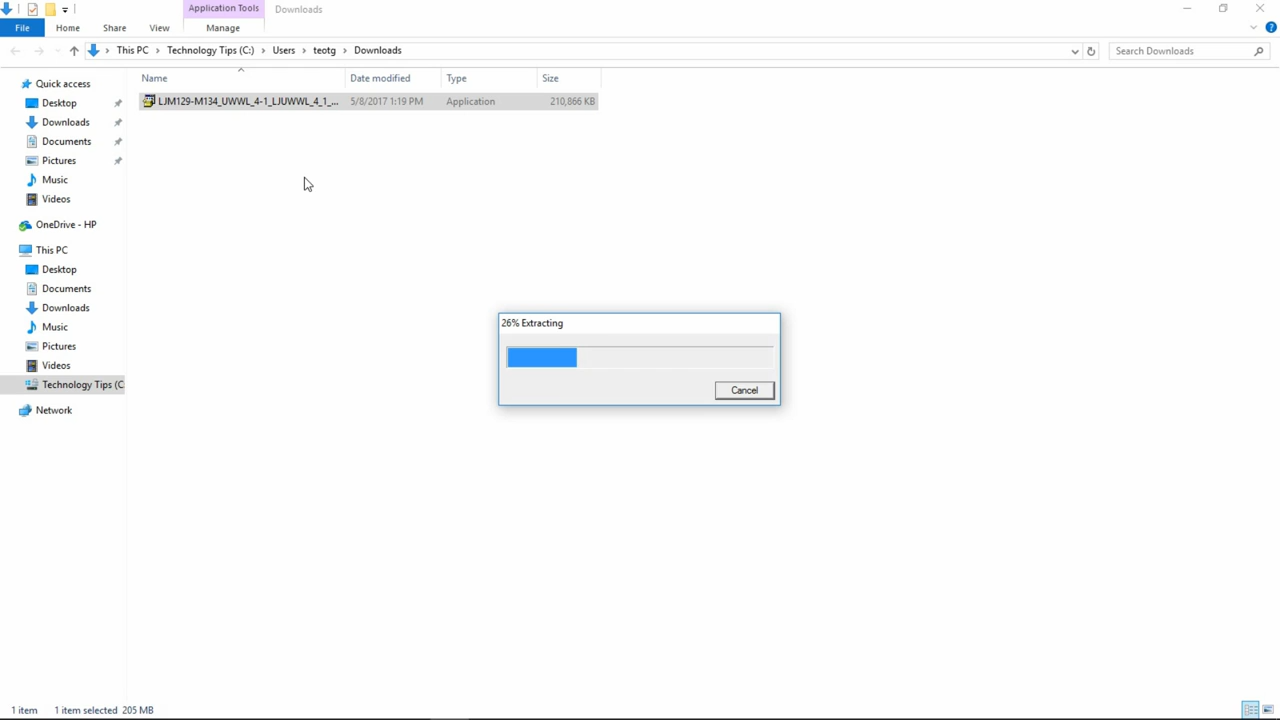 Application Tools Downloads
File Home Share View Manage
This PC Technology Tips (C:) Users teotg Downloads Search Downloads
Name Date modified Type Size
LJM129-M134_UWWL_4-1_LJUWWL_4_1_... 5/8/2017 1:19 PM Application 210,866 KB
Quick access
Desktop
Downloads
Documents
Pictures
Music
Videos
OneDrive - HP
This PC
Desktop
Documents
Downloads
Music
Pictures
Videos
Technology Tips (C
Network
26% Extracting
Cancel
1 item 1 item selected 205 MB